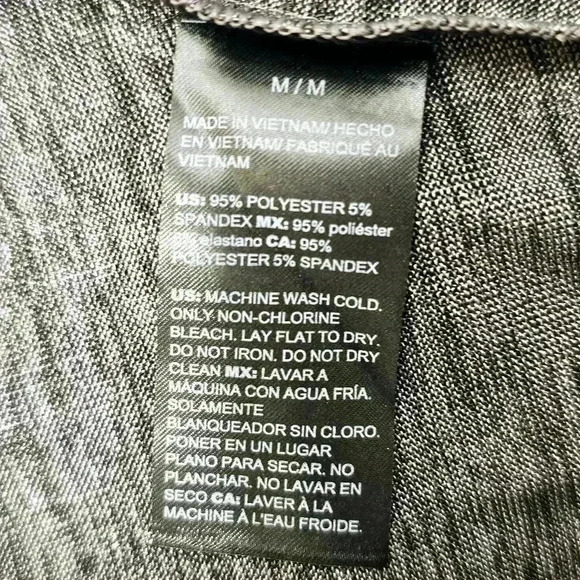 M/M
MADE IN VIETNAM/ HECHO
EN VIETNAM/ FABRIQUÉ AU
VIETNAM
US: 95% POLYESTER 5%
SPANDEX MX: 95% poliéster
elastano CA: 95%
POLYESTER 5% SPANDEX
US: MACHINE WASH COLD.
ONLY NON-CHLORINE
BLEACH. LAY FLAT TO DRY.
DO NOT IRON. DO NOT DRY
CLEAN MX: LAVAR A
MÁQUINA CON AGUA FRÍA.
SOLAMENTE
BLANQUEADOR SIN CLORO.
PONER EN UN LUGAR
PLANO PARA SECAR. NO
PLANCHAR. NO LAVAR EN
SECO CA: LAVER À LA
MACHINE À L'EAU FROIDE.